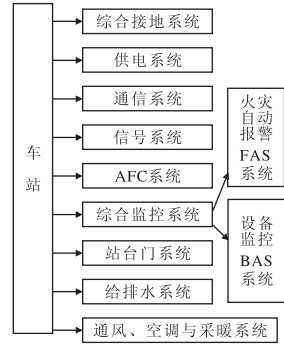 车
站
综合接地系统
供电系统
通信系统
信号系统
AFC系统
综合监控系统
站台门系统
给排水系统
通风、空调与采暖系统
火灾
自动
报警
FAS
系统
设备
监控
BAS
系统